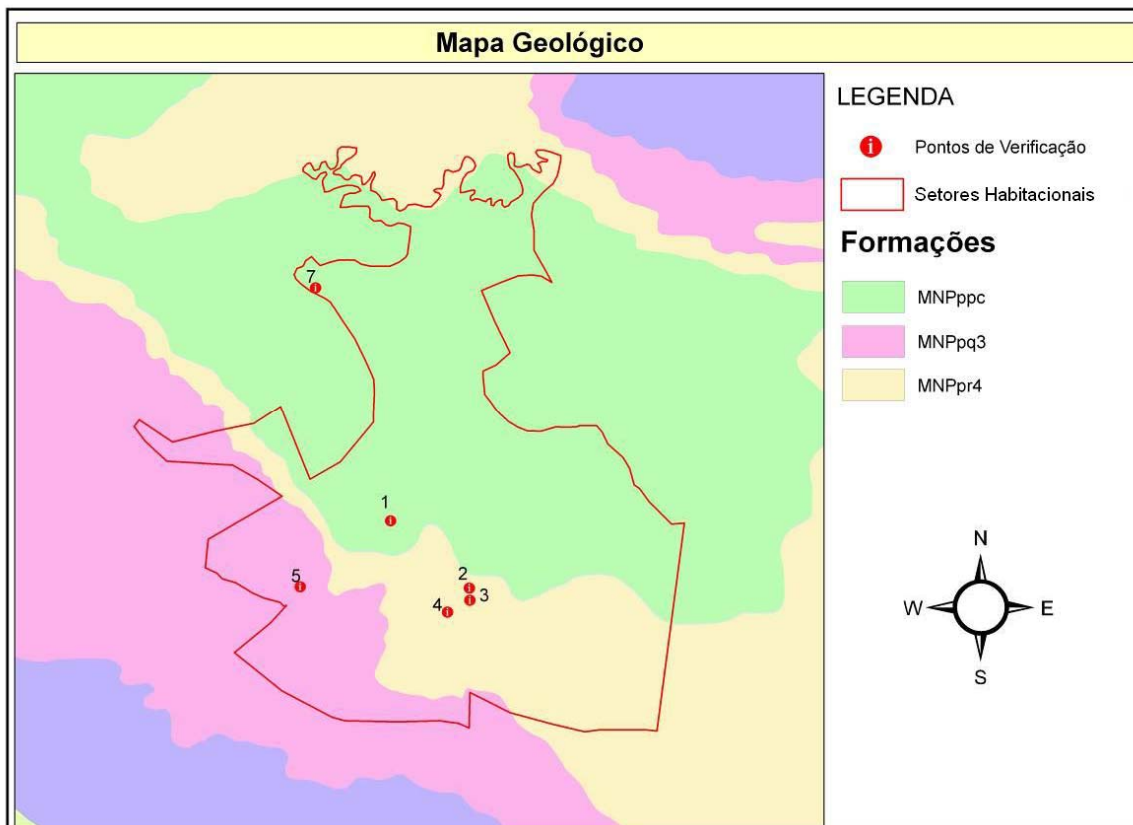 Mapa Geológico
LEGENDA
i Pontos de Verificação
Setores Habitacionais
Formações
MNPppc
MNPpq3
MNPpr4
7
i
1
i
5
i
2
i
3
i
4
i
N
W
E
S